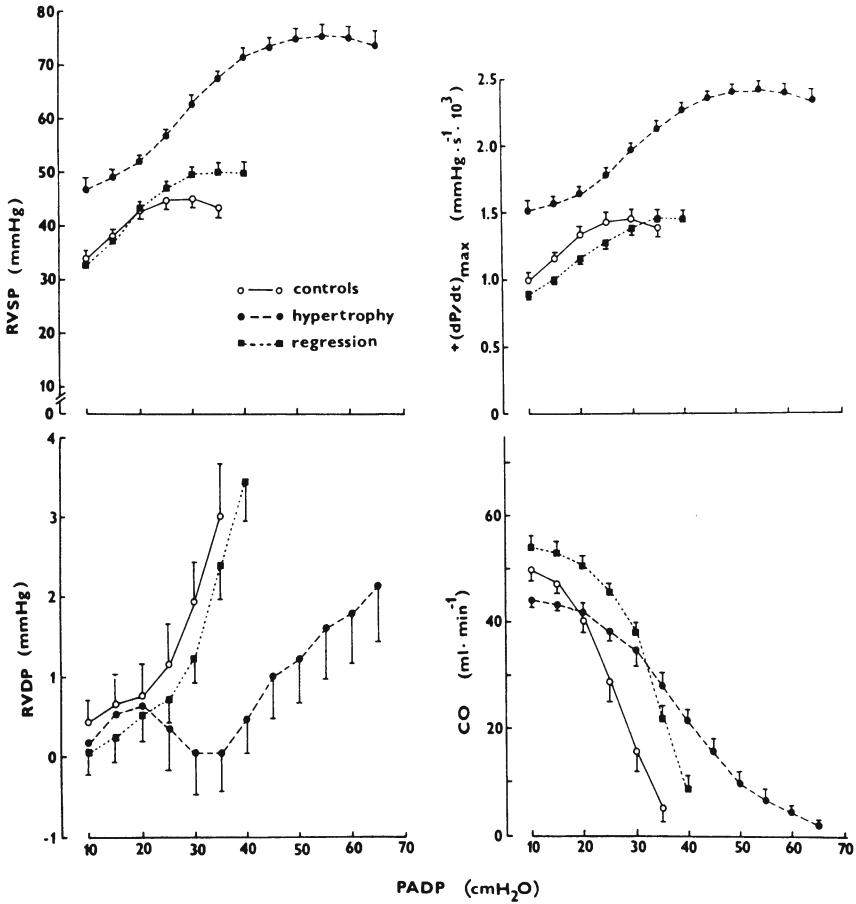 80
70
60
50
40
30
20
10
0
RVSP (mmHg)
controls
hypertrophy
regression
2.5
2.0
1.5
1.0
0.5
0
+(dP/dt)max (mmHg·s⁻¹·10³)
4
3
2
1
0
-1
RVDP (mmHg)
10 20 30 40 50 60 70
60
40
20
0
CO (ml·min⁻¹)
10 20 30 40 50 60 70
PADP (cmH₂O)